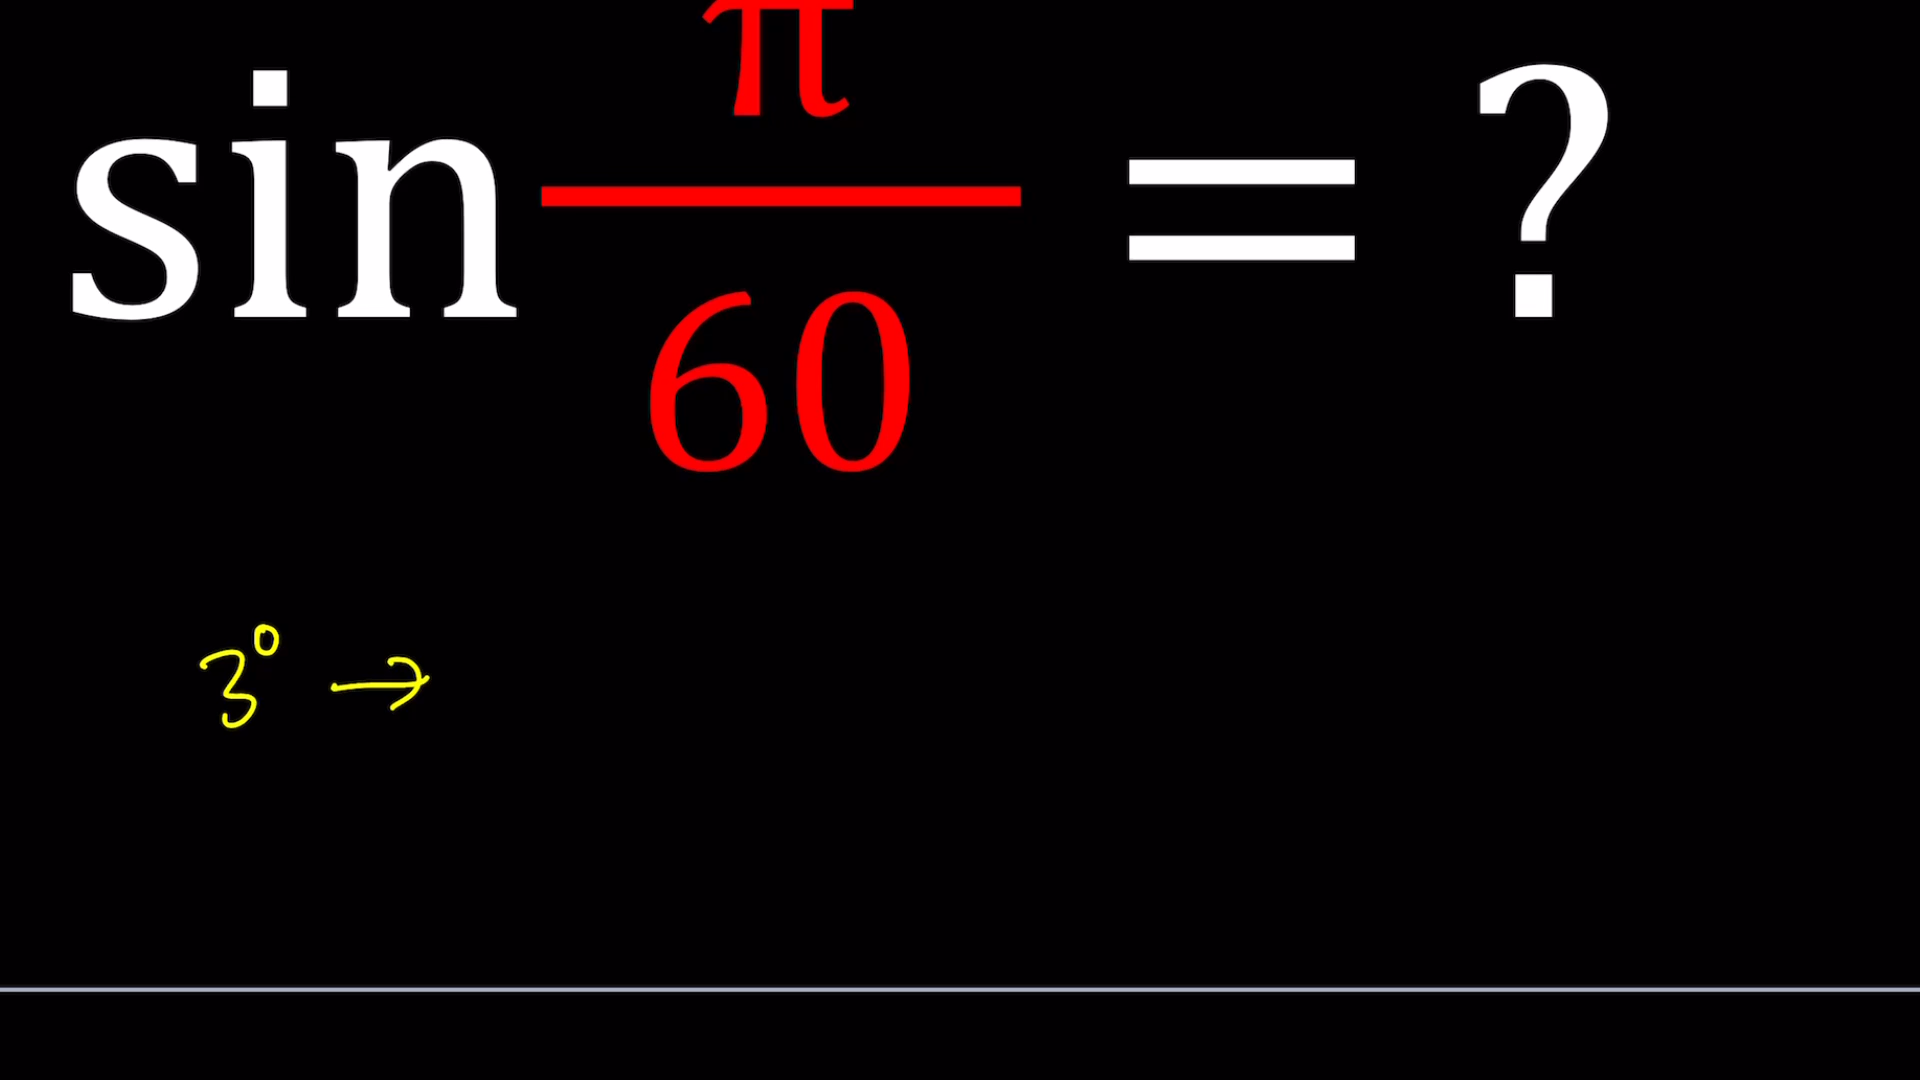 sin π/60 = ?
3° →